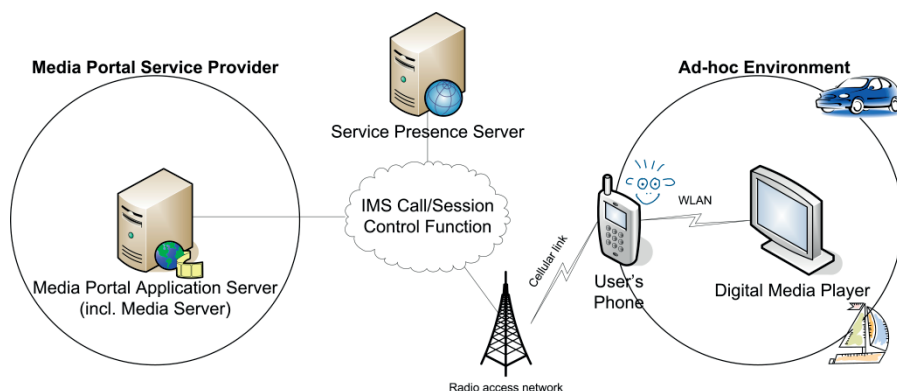 Media Portal Service Provider
Ad-hoc Environment
Service Presence Server
IMS Call/Session
Control Function
WLAN
Cellular link
Media Portal Application Server
(incl. Media Server)
User's
Phone
Digital Media Player
Radio access network